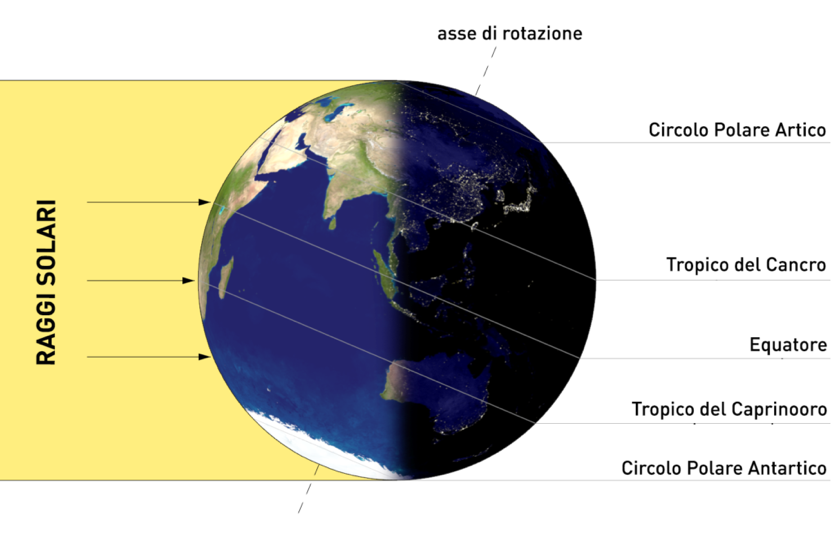 asse di rotazione
Circolo Polare Artico
RAGGI SOLARI
Tropico del Cancro
Equatore
Tropico del Caprinooro
Circolo Polare Antartico